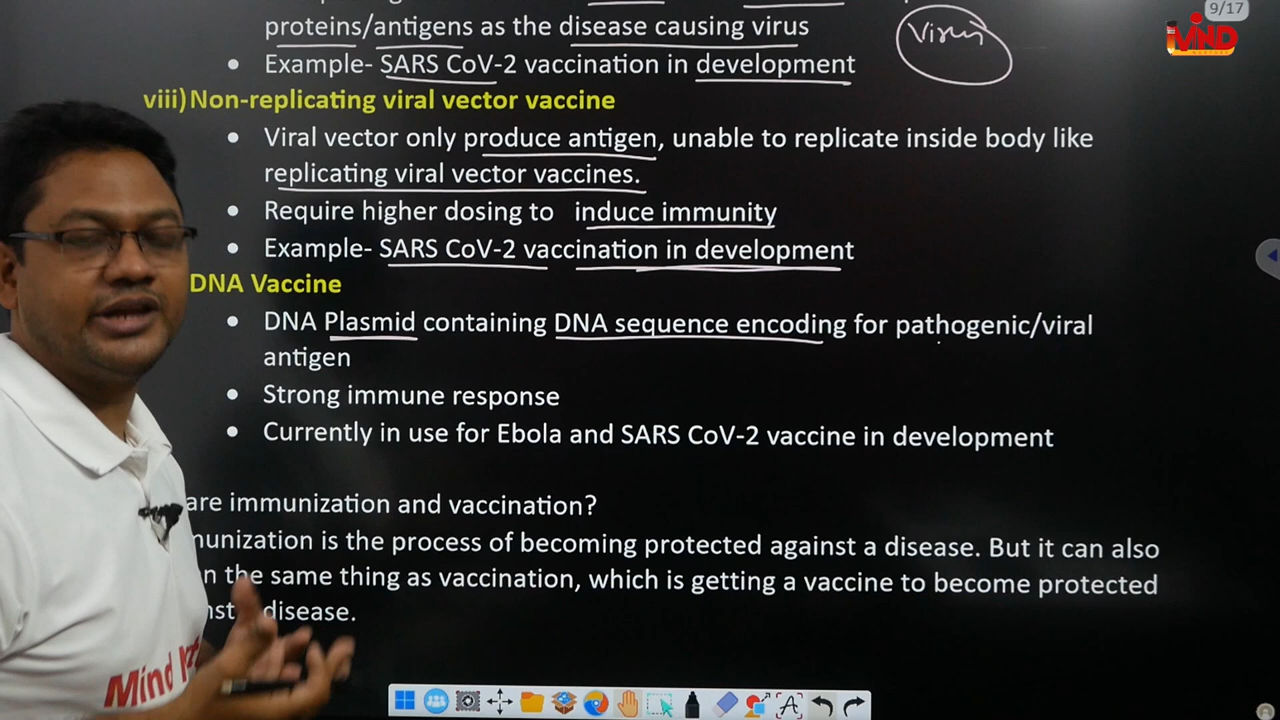 9/17
MIND
proteins/antigens as the disease causing virus
Virus
• Example- SARS CoV-2 vaccination in development
viii) Non-replicating viral vector vaccine
• Viral vector only produce antigen, unable to replicate inside body like
replicating viral vector vaccines.
• Require higher dosing to induce immunity
• Example- SARS CoV-2 vaccination in development
DNA Vaccine
• DNA Plasmid containing DNA sequence encoding for pathogenic/viral
antigen
• Strong immune response
• Currently in use for Ebola and SARS CoV-2 vaccine in development
are immunization and vaccination?
munization is the process of becoming protected against a disease. But it can also
the same thing as vaccination, which is getting a vaccine to become protected
disease.
Mind